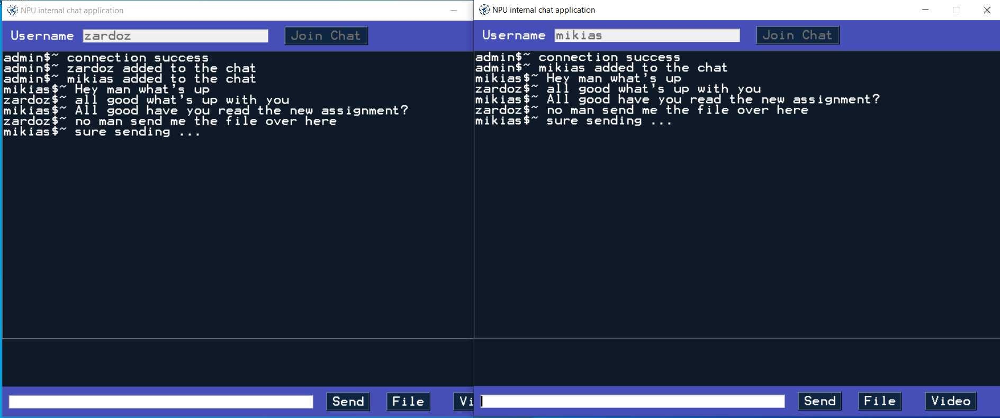 NPU internal chat application
Username zardoz Join Chat
admin$~ connection success
admin$~ zardoz added to the chat
admin$~ mikias added to the chat
mikias$~ Hey man what's up
zardoz$~ all good what's up with you
mikias$~ All good have you read the new assignment?
zardoz$~ no man send me the file over here
mikias$~ sure sending ...
Send File Vi
NPU internal chat application
Username mikias Join Chat
admin$~ connection success
admin$~ mikias added to the chat
mikias$~ Hey man what's up
zardoz$~ all good what's up with you
mikias$~ All good have you read the new assignment?
zardoz$~ no man send me the file over here
mikias$~ sure sending ...
Send File Video